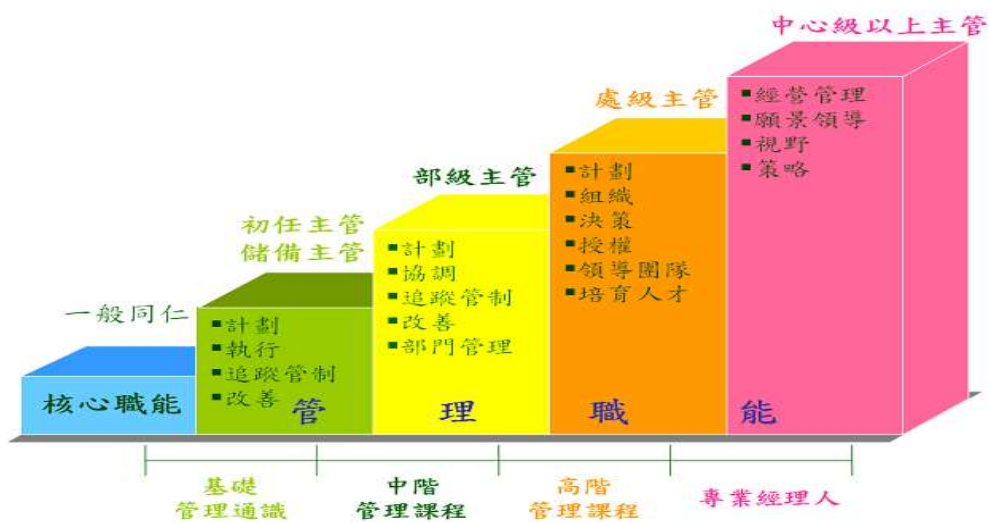 中心級以上主管
■經營管理
■願景領導
■視野
■策略
處級主管
■計劃
■組織
■決策
■授權
■領導團隊
■培育人才
部級主管
■計劃
■協調
■追蹤管制
■改善
■部門管理
初任主管
儲備主管
■計劃
■執行
■追蹤管制
■改善
一般同仁
核心職能
管理職能
基礎
管理通識
中階
管理課程
高階
管理課程
專業經理人